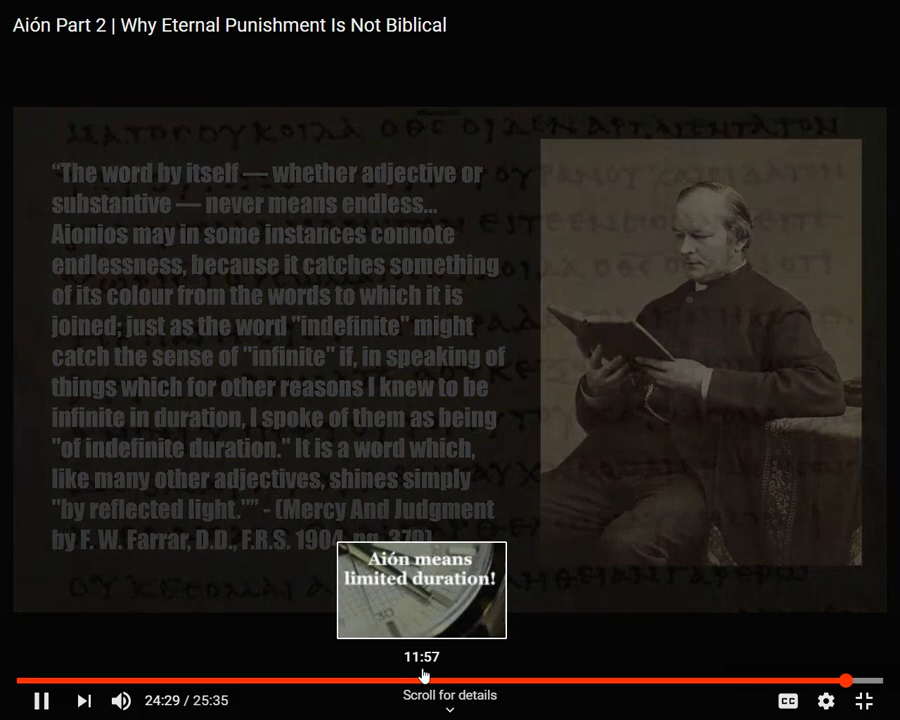 Aión Part 2 | Why Eternal Punishment Is Not Biblical
“The word by itself — whether adjective or
substantive — never means endless...
Aionios may in some instances connote
endlessness, because it catches something
of its colour from the words to which it is
joined; just as the word "indefinite" might
catch the sense of "infinite" if, in speaking of
things which for other reasons I knew to be
infinite in duration, I spoke of them as being
"of indefinite duration." It is a word which,
like many other adjectives, shines simply
"by reflected light."” - (Mercy And Judgment
by F. W. Farrar, D.D., F.R.S. 1904, pg. 379)
Aión means
limited duration!
30
11:57
24:29 / 25:35
Scroll for details
CC